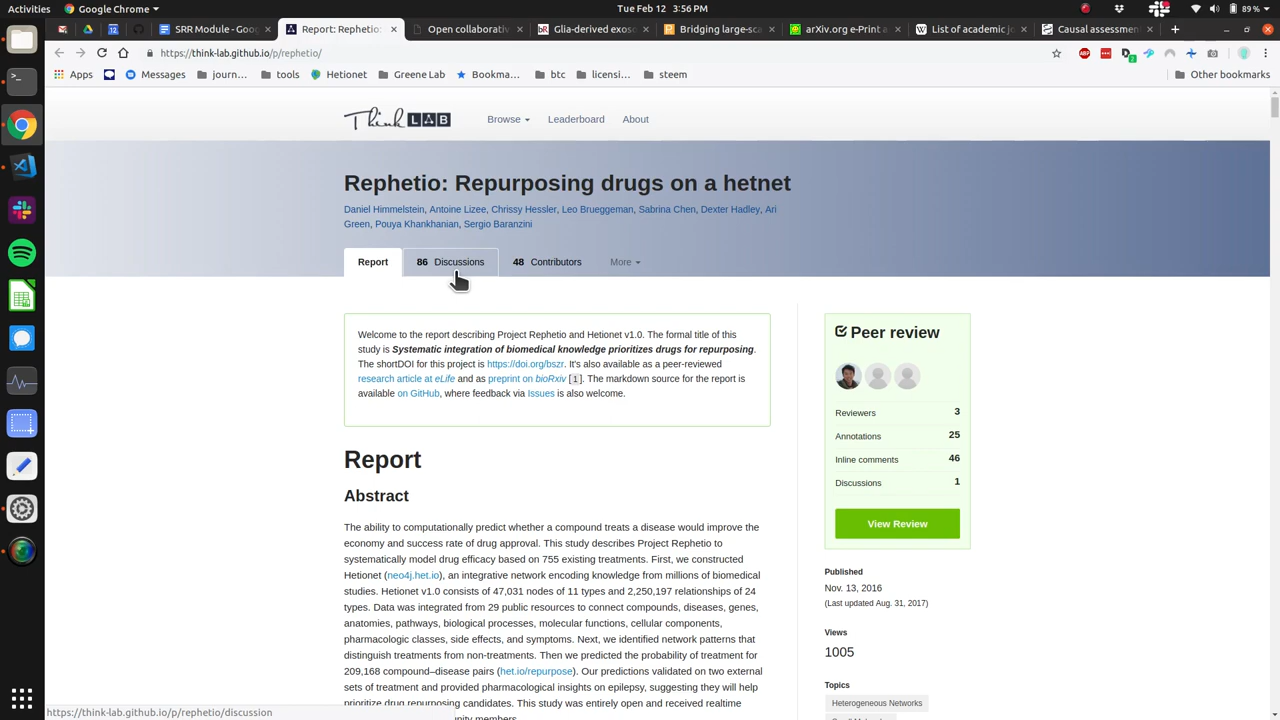 Activities
Google Chrome
Tue Feb 12 3:56 PM
89 %
SRR Module - Goog
Report: Rephetio:
Open collaborativ
Glia-derived exoso
Bridging large-sca
arXiv.org e-Print a
List of academic jo
Causal assessmen
https://think-lab.github.io/p/rephetio/
Apps
Messages
journ...
tools
Hetionet
Greene Lab
Bookma...
btc
licensi...
steem
Other bookmarks
Think LAB
Browse
Leaderboard
About
Rephetio: Repurposing drugs on a hetnet
Daniel Himmelstein, Antoine Lizee, Chrissy Hessler, Leo Brueggeman, Sabrina Chen, Dexter Hadley, Ari
Green, Pouya Khankhanian, Sergio Baranzini
Report
86 Discussions
48 Contributors
More
Welcome to the report describing Project Rephetio and Hetionet v1.0. The formal title of this
study is Systematic integration of biomedical knowledge prioritizes drugs for repurposing.
The ShortDOI for this project is https://doi.org/bszr. It's also available as a peer-reviewed
research article at eLife and as preprint on bioRxiv [1]. The markdown source for the report is
available on GitHub, where feedback via Issues is also welcome.
Report
Abstract
The ability to computationally predict whether a compound treats a disease would improve the
economy and success rate of drug approval. This study describes Project Rephetio to
systematically model drug efficacy based on 755 existing treatments. First, we constructed
Hetionet (neo4j.het.io), an integrative network encoding knowledge from millions of biomedical
studies. Hetionet v1.0 consists of 47,031 nodes of 11 types and 2,250,197 relationships of 24
types. Data was integrated from 29 public resources to connect compounds, diseases, genes,
anatomies, pathways, biological processes, molecular functions, cellular components,
pharmacologic classes, side effects, and symptoms. Next, we identified network patterns that
distinguish treatments from non-treatments. Then we predicted the probability of treatment for
209,168 compound–disease pairs (het.io/repurpose). Our predictions validated on two external
sets of treatment and provided pharmacological insights on epilepsy, suggesting they will help
prioritize drug repurposing candidates. This study was entirely open and received realtime
unity members.
Peer review
Reviewers 3
Annotations 25
Inline comments 46
Discussions 1
View Review
Published
Nov. 13, 2016
(Last updated Aug. 31, 2017)
Views
1005
Topics
Heterogeneous Networks
https://think-lab.github.io/p/rephetio/discussion